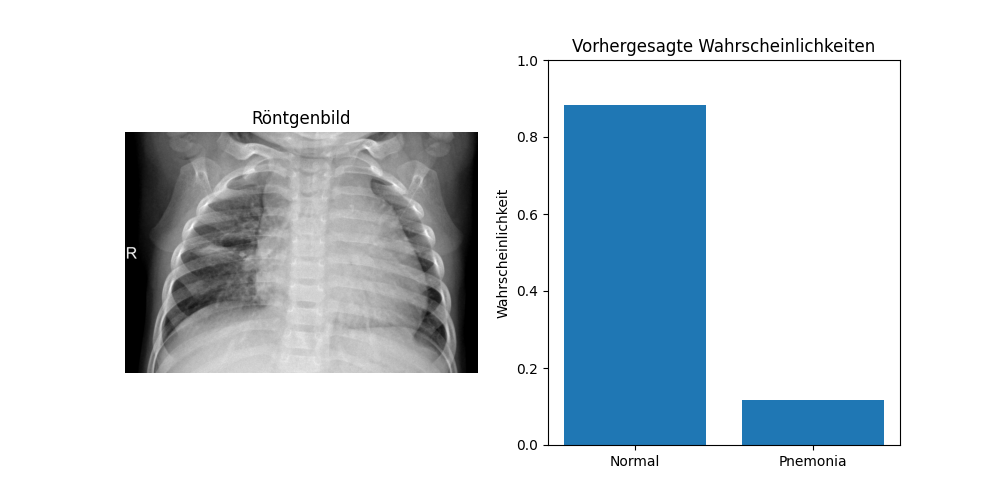 Röntgenbild
R
Vorhergesagte Wahrscheinlichkeiten
Wahrscheinlichkeit
1.0
0.8
0.6
0.4
0.2
0.0
Normal
Pnemonia